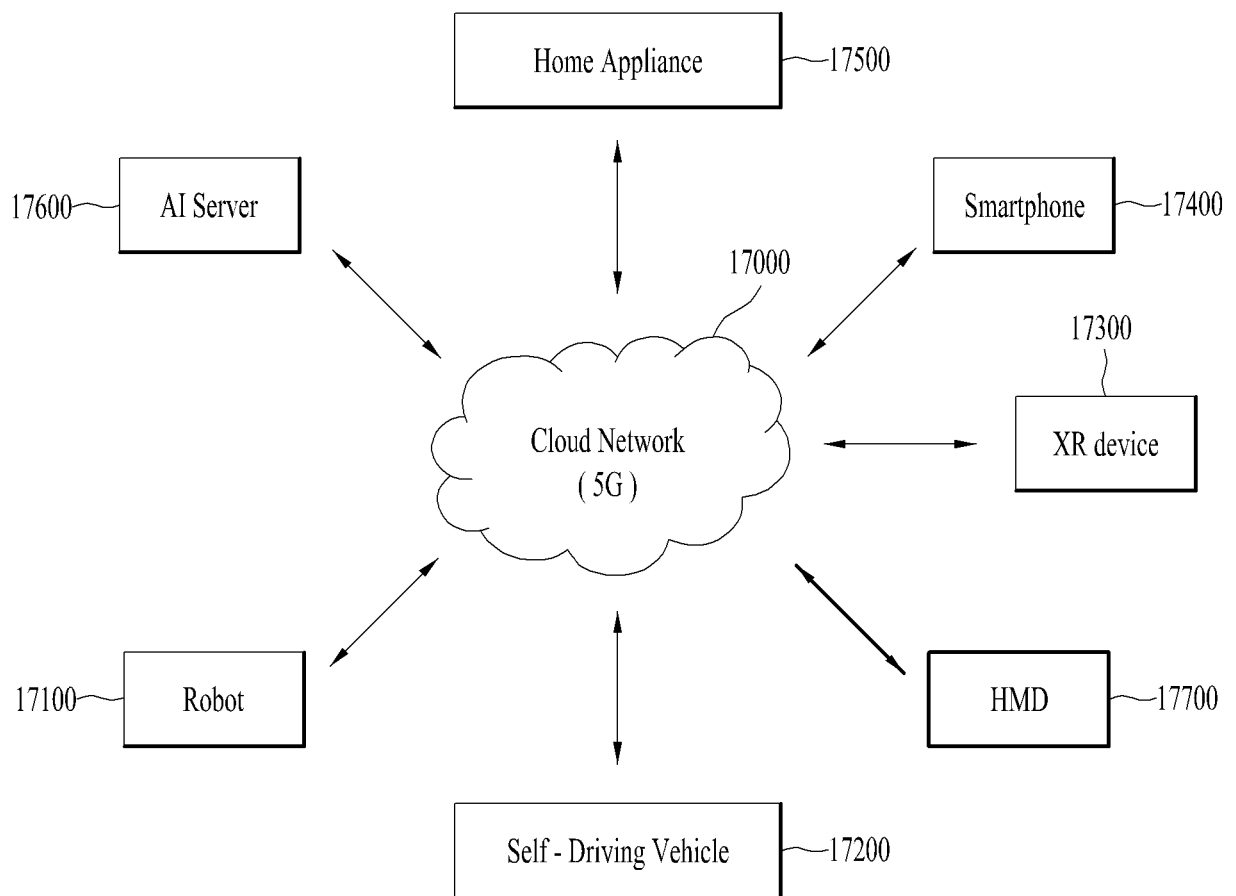 Home Appliance
17500
17600
AI Server
Smartphone
17400
17000
17300
Cloud Network
( 5G )
XR device
17100
Robot
HMD
17700
Self - Driving Vehicle
17200